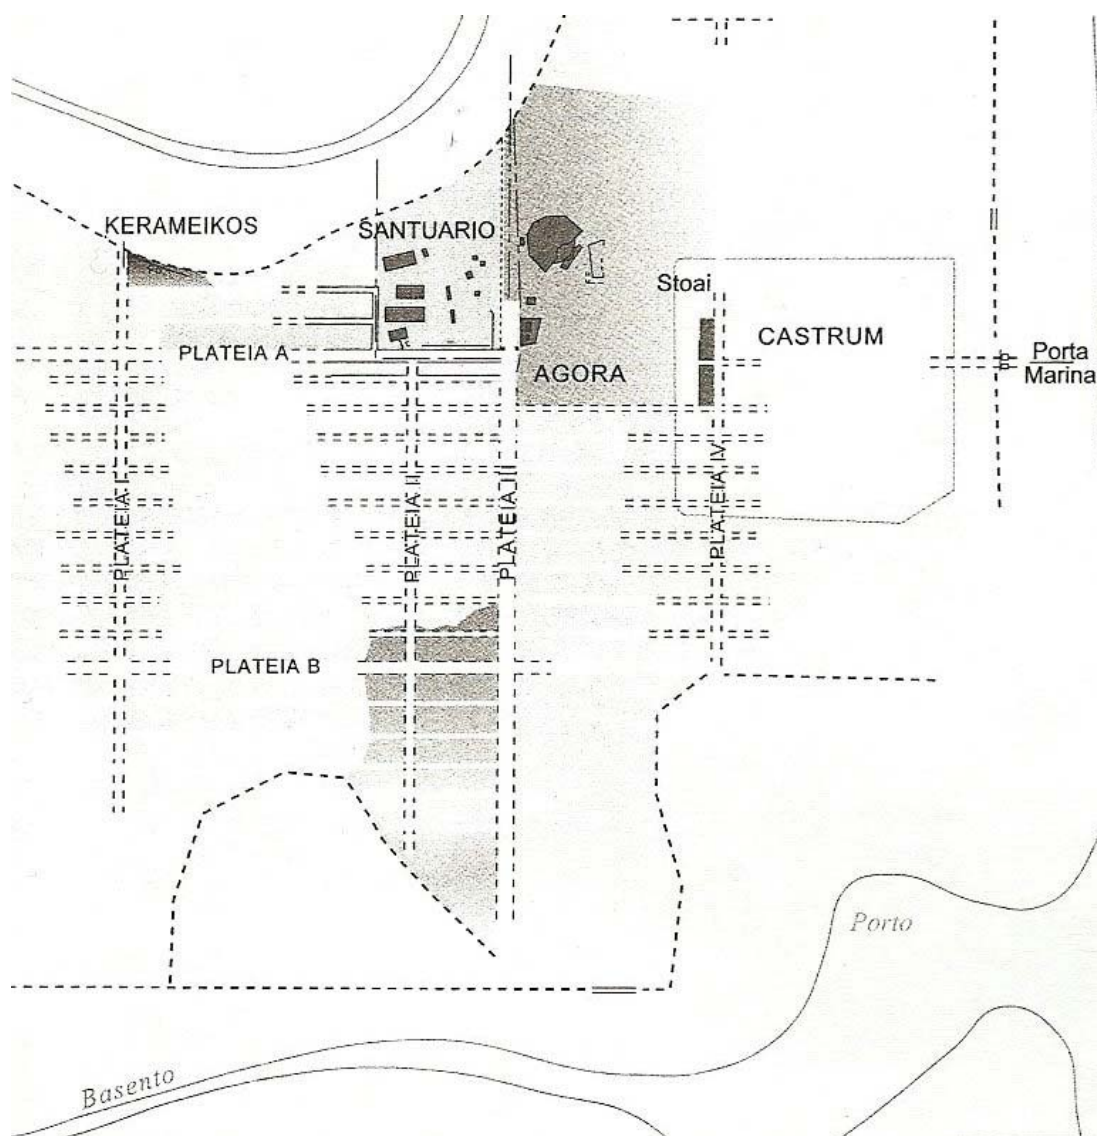 KERAMEIKOS
SANTUARIO
Stoai
CASTRUM
PLATEIA A
AGORA
Porta
Marina
PLATEIA I
PLATEIA II
PLATEIA III
PLATEIA IV
PLATEIA B
Porto
Basento